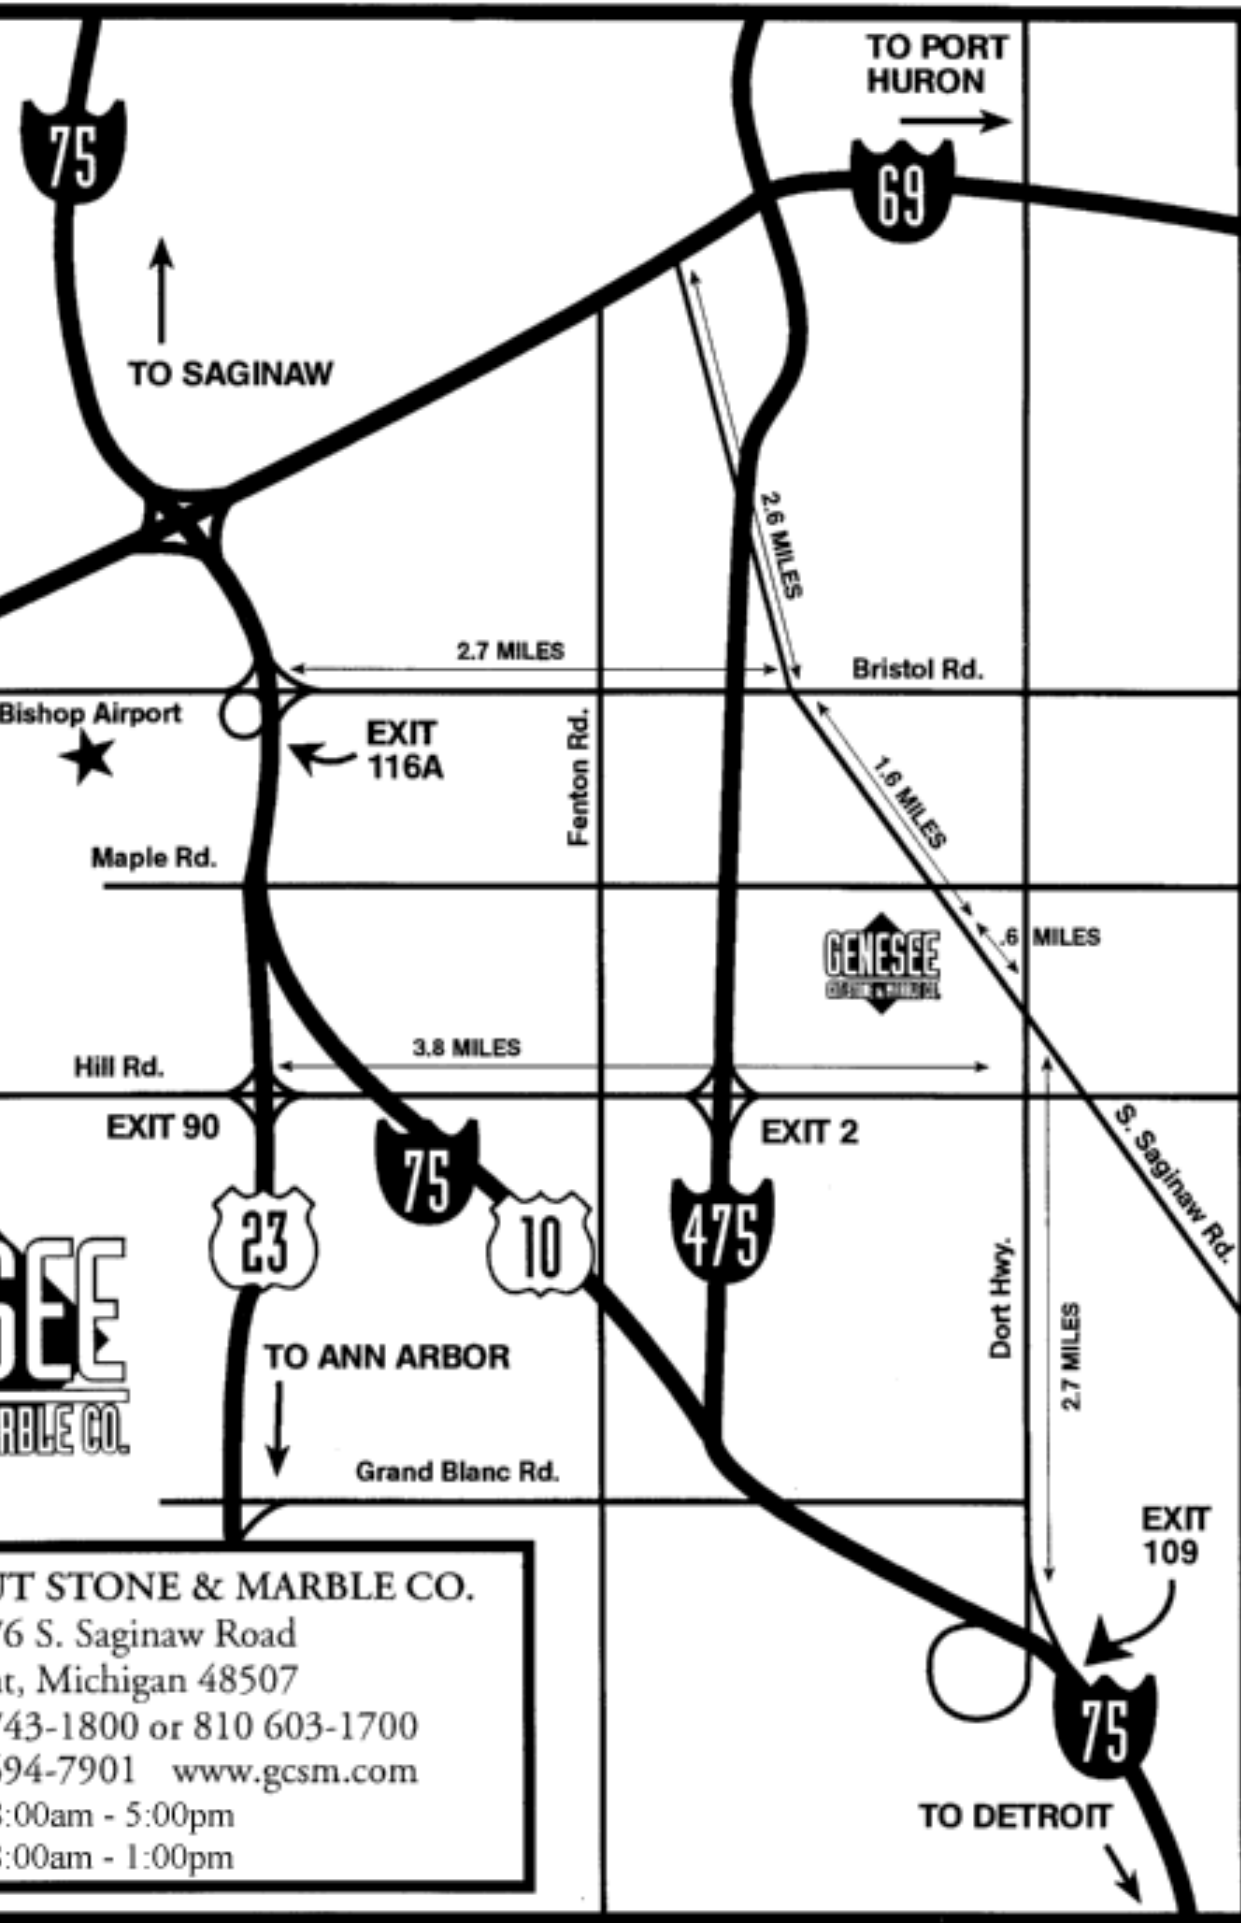 TO PORT
HURON
75
69
TO SAGINAW
2.6 MILES
2.7 MILES
Bristol Rd.
Bishop Airport
EXIT
116A
Fenton Rd.
1.6 MILES
Maple Rd.
GENESEE
.6 MILES
3.8 MILES
Hill Rd.
EXIT 90
EXIT 2
S. Saginaw Rd.
75
23
10
475
Dort Hwy.
2.7 MILES
SEE
RBLE CO.
TO ANN ARBOR
Grand Blanc Rd.
EXIT
109
UT STONE & MARBLE CO.
76 S. Saginaw Road
nt, Michigan 48507
743-1800 or 810 603-1700
694-7901 www.gcsm.com
8:00am - 5:00pm
8:00am - 1:00pm
75
TO DETROIT